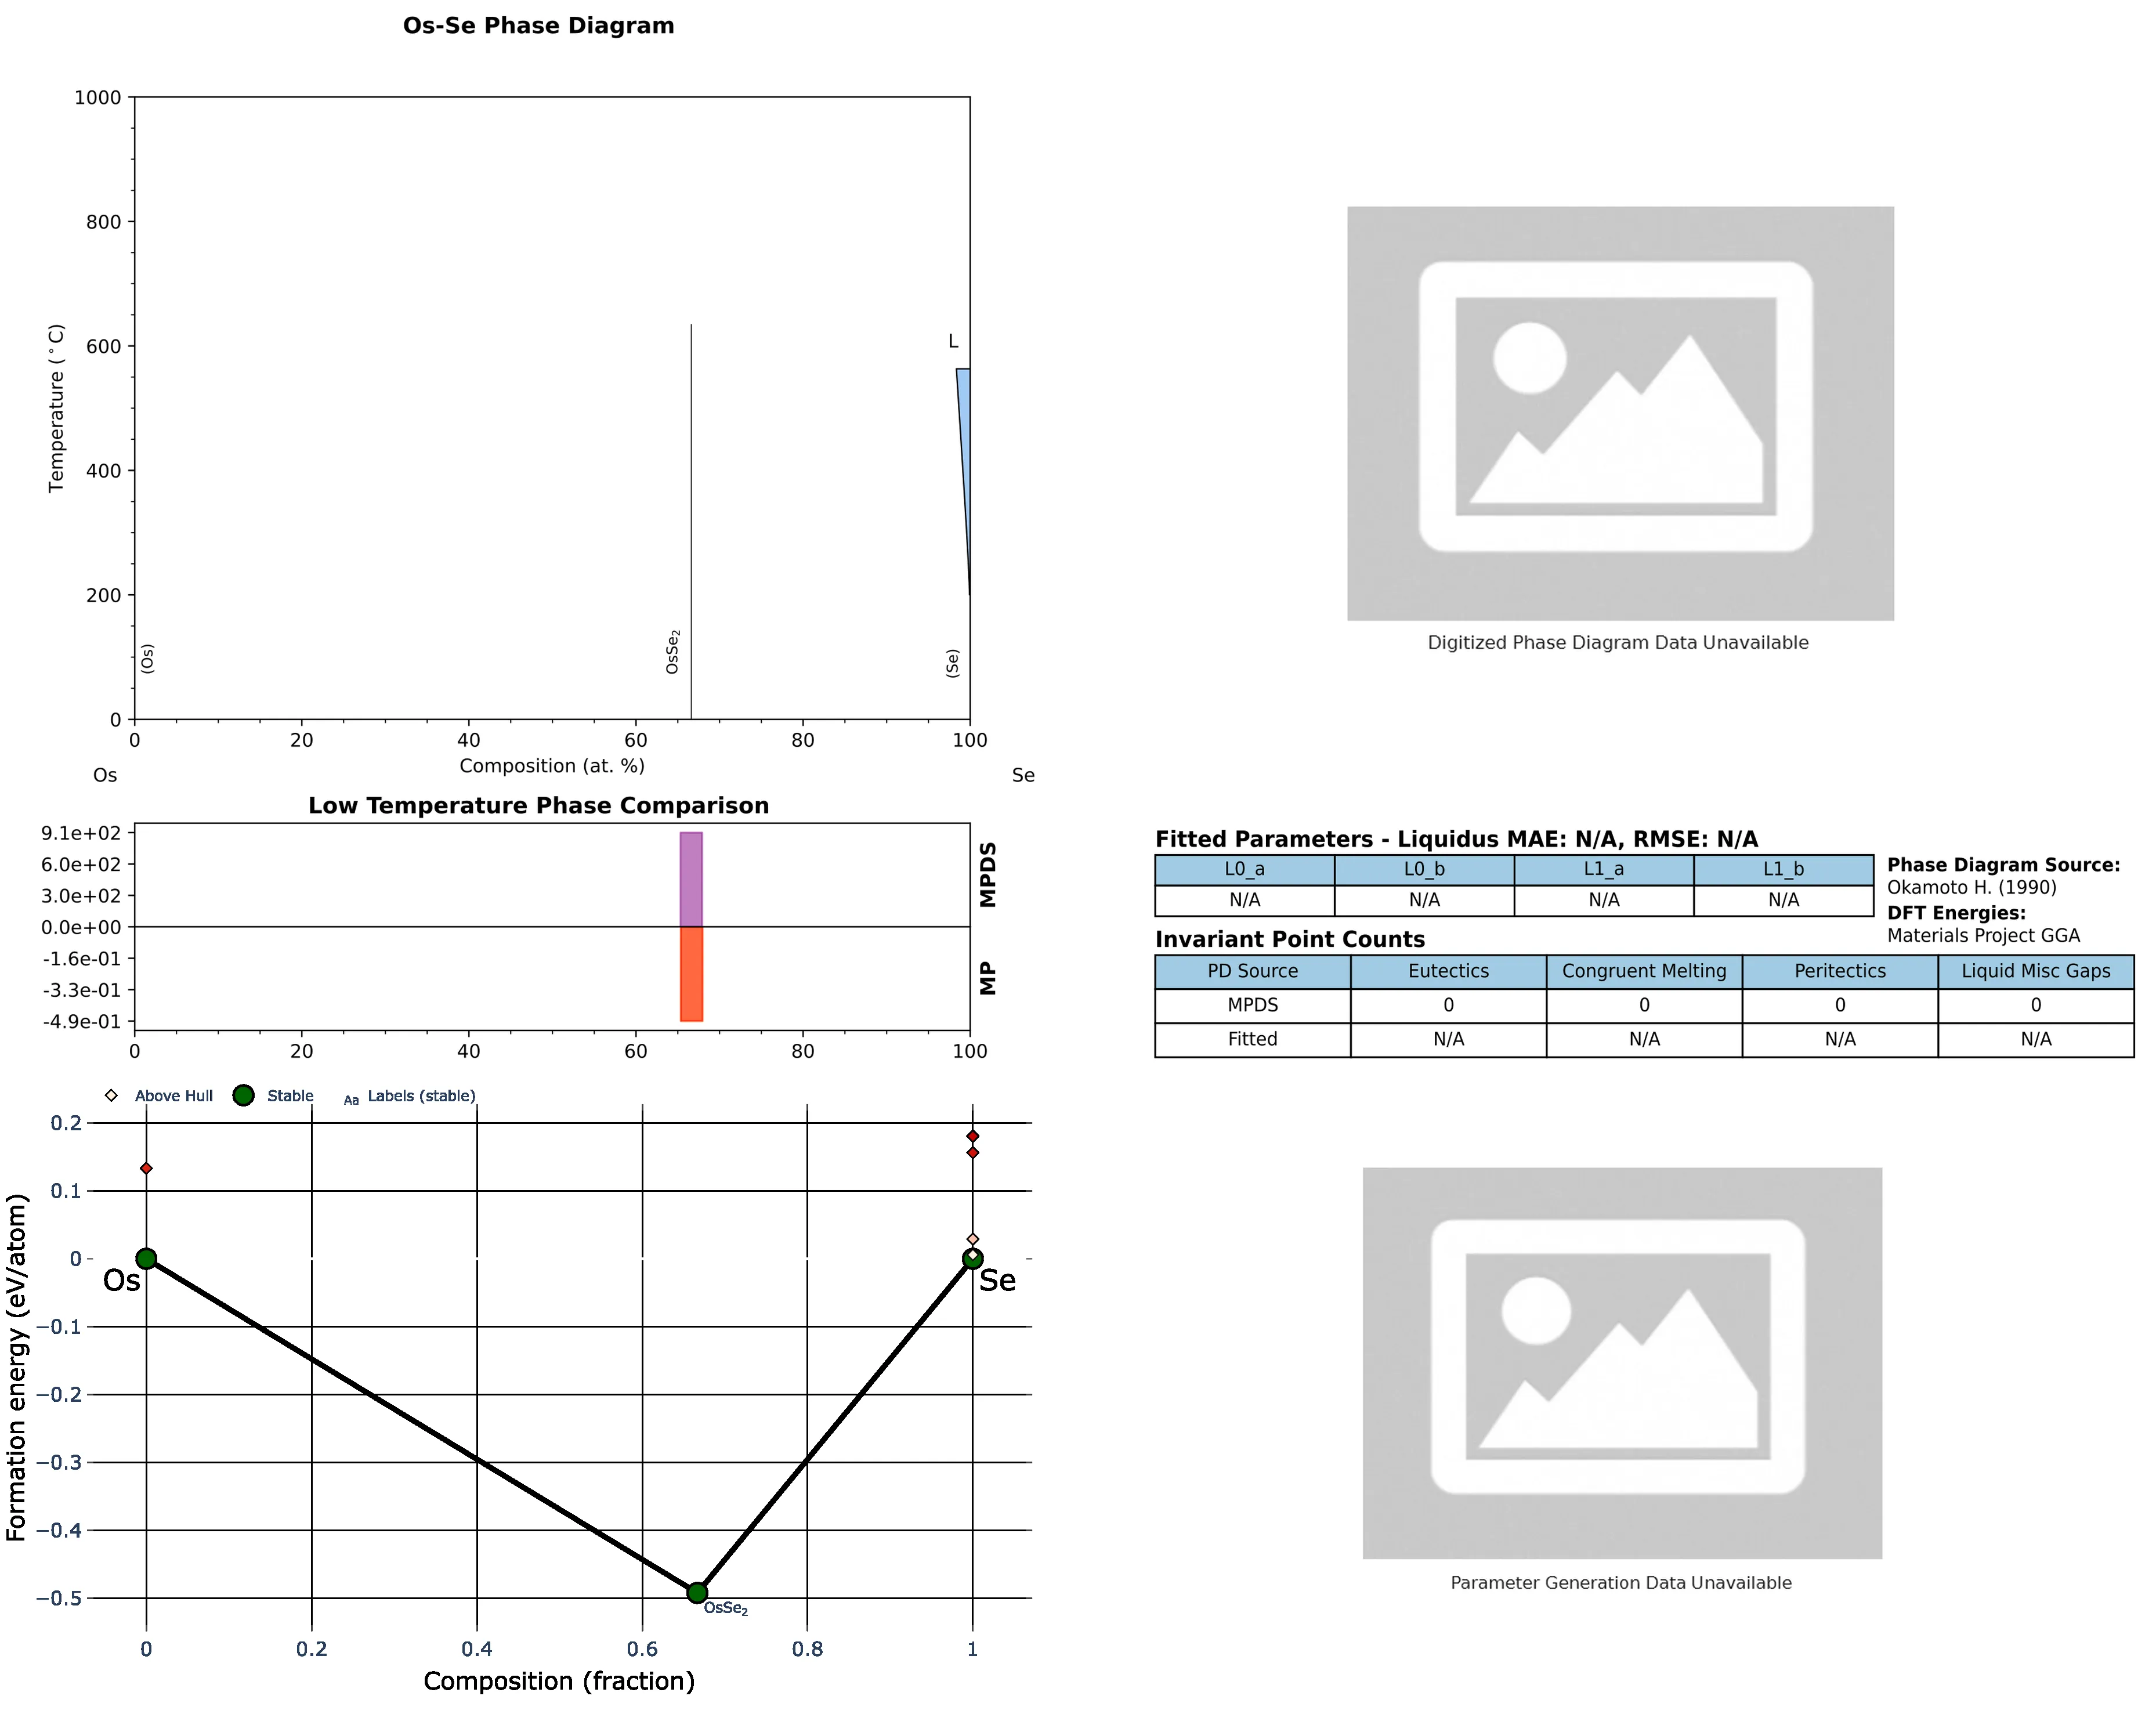 Os-Se Phase Diagram
1000
800
600
400
200
0
Temperature (°C)
L
(Os)
OsSe₂
(Se)
0 20 40 60 80 100
Composition (at. %)
Os
Se
Low Temperature Phase Comparison
9.1e+02
6.0e+02
3.0e+02
0.0e+00
-1.6e-01
-3.3e-01
-4.9e-01
MPDS
MP
0 20 40 60 80 100
Above Hull Stable Aa Labels (stable)
0.2
0.1
0
−0.1
−0.2
−0.3
−0.4
−0.5
Formation energy (eV/atom)
Os
Se
OsSe₂
0 0.2 0.4 0.6 0.8 1
Composition (fraction)
Digitized Phase Diagram Data Unavailable
Fitted Parameters - Liquidus MAE: N/A, RMSE: N/A
L0_a L0_b L1_a L1_b
N/A N/A N/A N/A
Phase Diagram Source:
Okamoto H. (1990)
DFT Energies:
Materials Project GGA
Invariant Point Counts
PD Source Eutectics Congruent Melting Peritectics Liquid Misc Gaps
MPDS 0 0 0 0
Fitted N/A N/A N/A N/A
Parameter Generation Data Unavailable